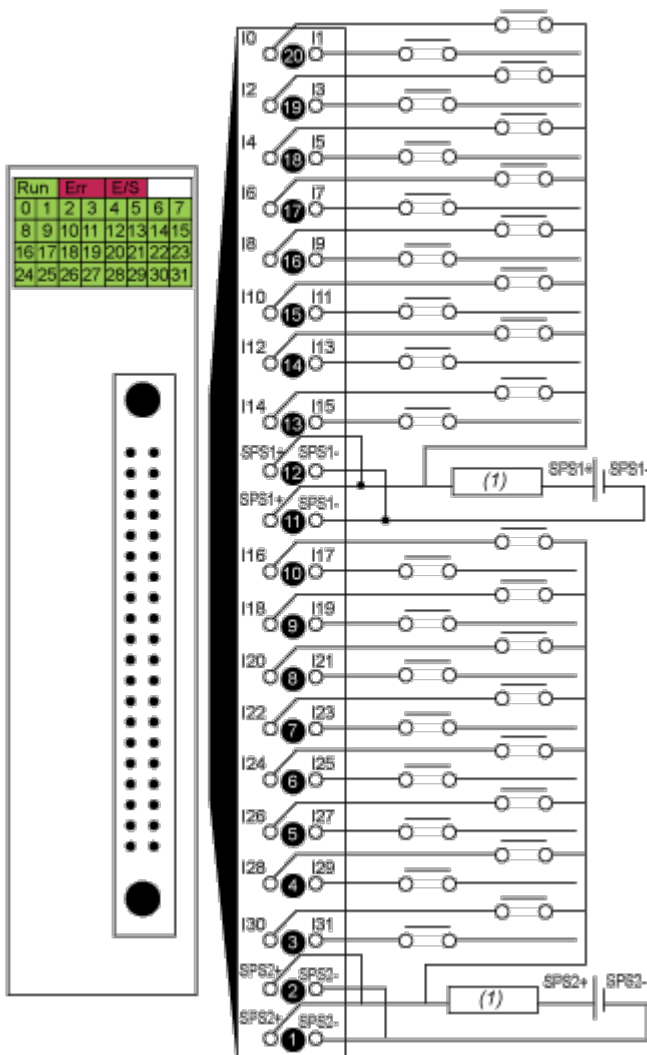 Run Err E/S
0 1 2 3 4 5 6 7
8 9 10 11 12 13 14 15
16 17 18 19 20 21 22 23
24 25 26 27 28 29 30 31
I0 I1
20
I2 I3
19
I4 I5
18
I6 I7
17
I8 I9
16
I10 I11
15
I12 I13
14
I14 I15
13
SPS1+ SPS1-
12
SPS1+ SPS1-
11
(1) SPS1+ SPS1-
I16 I17
10
I18 I19
9
I20 I21
8
I22 I23
7
I24 I25
6
I26 I27
5
I28 I29
4
I30 I31
3
SPS2+ SPS2-
2
SPS2+ SPS2-
1
(1) SPS2+ SPS2-